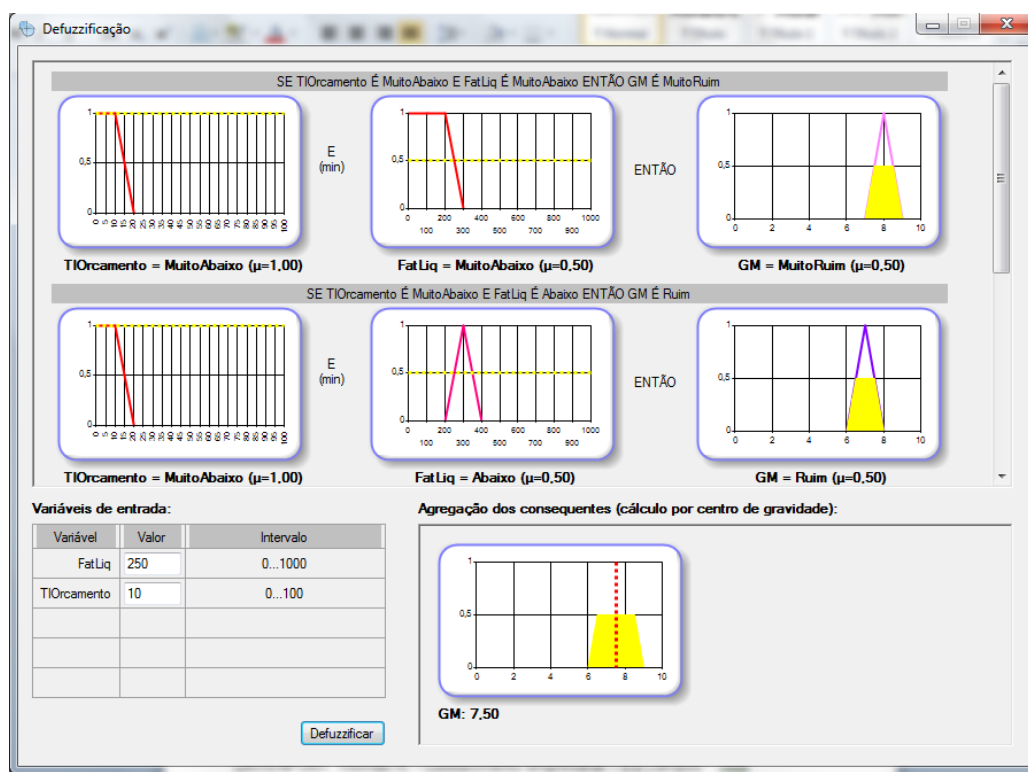 Defuzzificação
SE TIOrcamento É MuitoAbaixo E FatLiq É MuitoAbaixo ENTÃO GM É MuitoRuim
1
0,5
0
0 5 10 15 20 25 30 35 40 45 50 55 60 65 70 75 80 85 90 95 100
TIOrcamento = MuitoAbaixo (µ=1,00)
E
(min)
1
0,5
0
0 200 400 600 800 1000
100 300 500 700 900
FatLiq = MuitoAbaixo (µ=0,50)
ENTÃO
1
0,5
0
0 2 4 6 8 10
GM = MuitoRuim (µ=0,50)
SE TIOrcamento É MuitoAbaixo E FatLiq É Abaixo ENTÃO GM É Ruim
1
0,5
0
0 5 10 15 20 25 30 35 40 45 50 55 60 65 70 75 80 85 90 95 100
TIOrcamento = MuitoAbaixo (µ=1,00)
E
(min)
1
0,5
0
0 200 400 600 800 1000
100 300 500 700 900
FatLiq = Abaixo (µ=0,50)
ENTÃO
1
0,5
0
0 2 4 6 8 10
GM = Ruim (µ=0,50)
Variáveis de entrada:
Variável Valor Intervalo
FatLiq 250 0...1000
TIOrcamento 10 0...100
Defuzzificar
Agregação dos consequentes (cálculo por centro de gravidade):
1
0,5
0
0 2 4 6 8 10
GM: 7,50